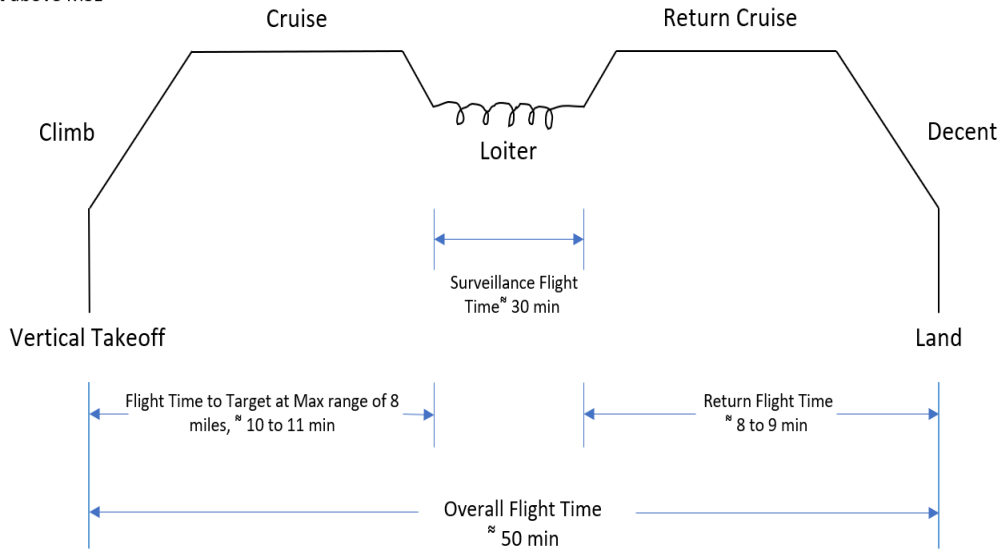 Cruise
Return Cruise
Climb
Decent
Loiter
Surveillance Flight
Time≈ 30 min
Vertical Takeoff
Land
Flight Time to Target at Max range of 8
miles, ≈ 10 to 11 min
Return Flight Time
≈ 8 to 9 min
Overall Flight Time
≈ 50 min